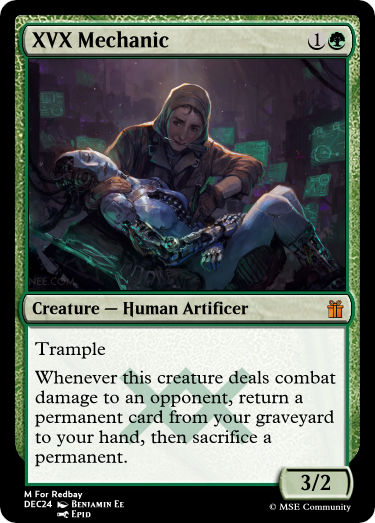 XVX Mechanic 1
NEE.COM
Creature — Human Artificer
Trample
Whenever this creature deals combat
damage to an opponent, return a
permanent card from your graveyard
to your hand, then sacrifice a
permanent.
3/2
M For Redbay
DEC24 Benjamin Ee
Epid
© MSE Community